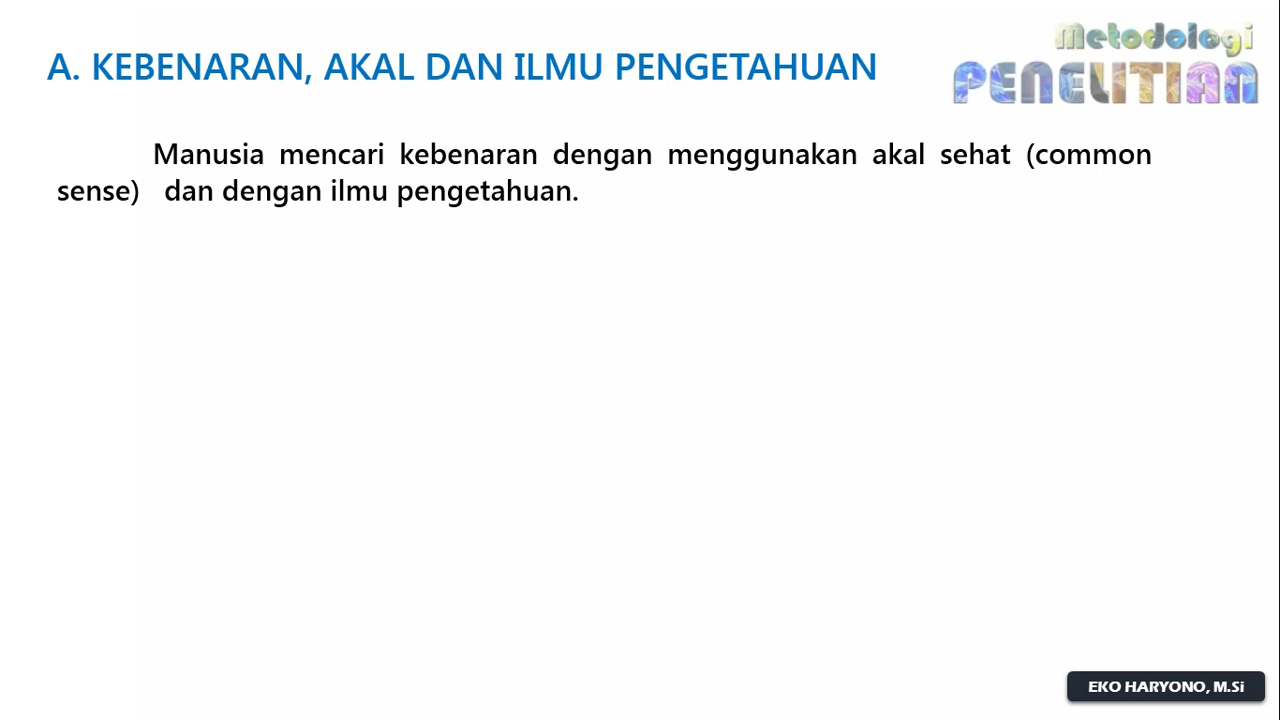 A. KEBENARAN, AKAL DAN ILMU PENGETAHUAN
Metodologi
PENELITIAN
Manusia mencari kebenaran dengan menggunakan akal sehat (common
sense) dan dengan ilmu pengetahuan.
EKO HARYONO, M.Si